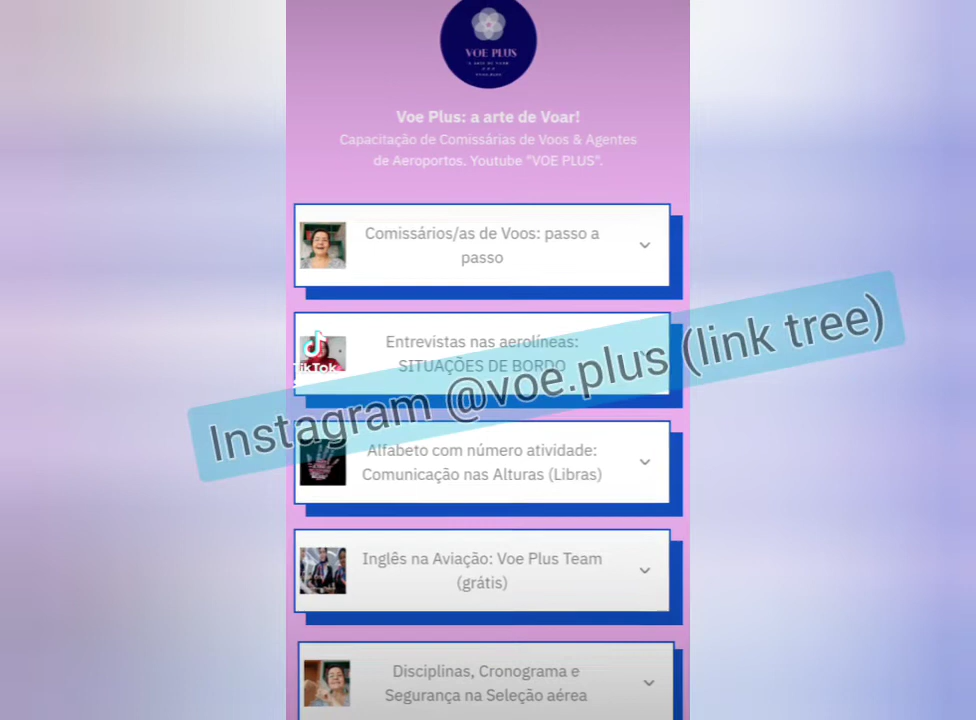 VOE PLUS
Voe Plus: a arte de Voar!
Capacitação de Comissárias de Voos & Agentes
de Aeroportos. Youtube "VOE PLUS".
Comissários/as de Voos: passo a
passo
TikTok
Entrevistas nas aerolíneas:
SITUAÇÕES DE BORDO
Instagram @voe.plus (link tree)
Alfabeto com número atividade:
Comunicação nas Alturas (Libras)
Inglês na Aviação: Voe Plus Team
(grátis)
Disciplinas, Cronograma e
Segurança na Seleção aérea